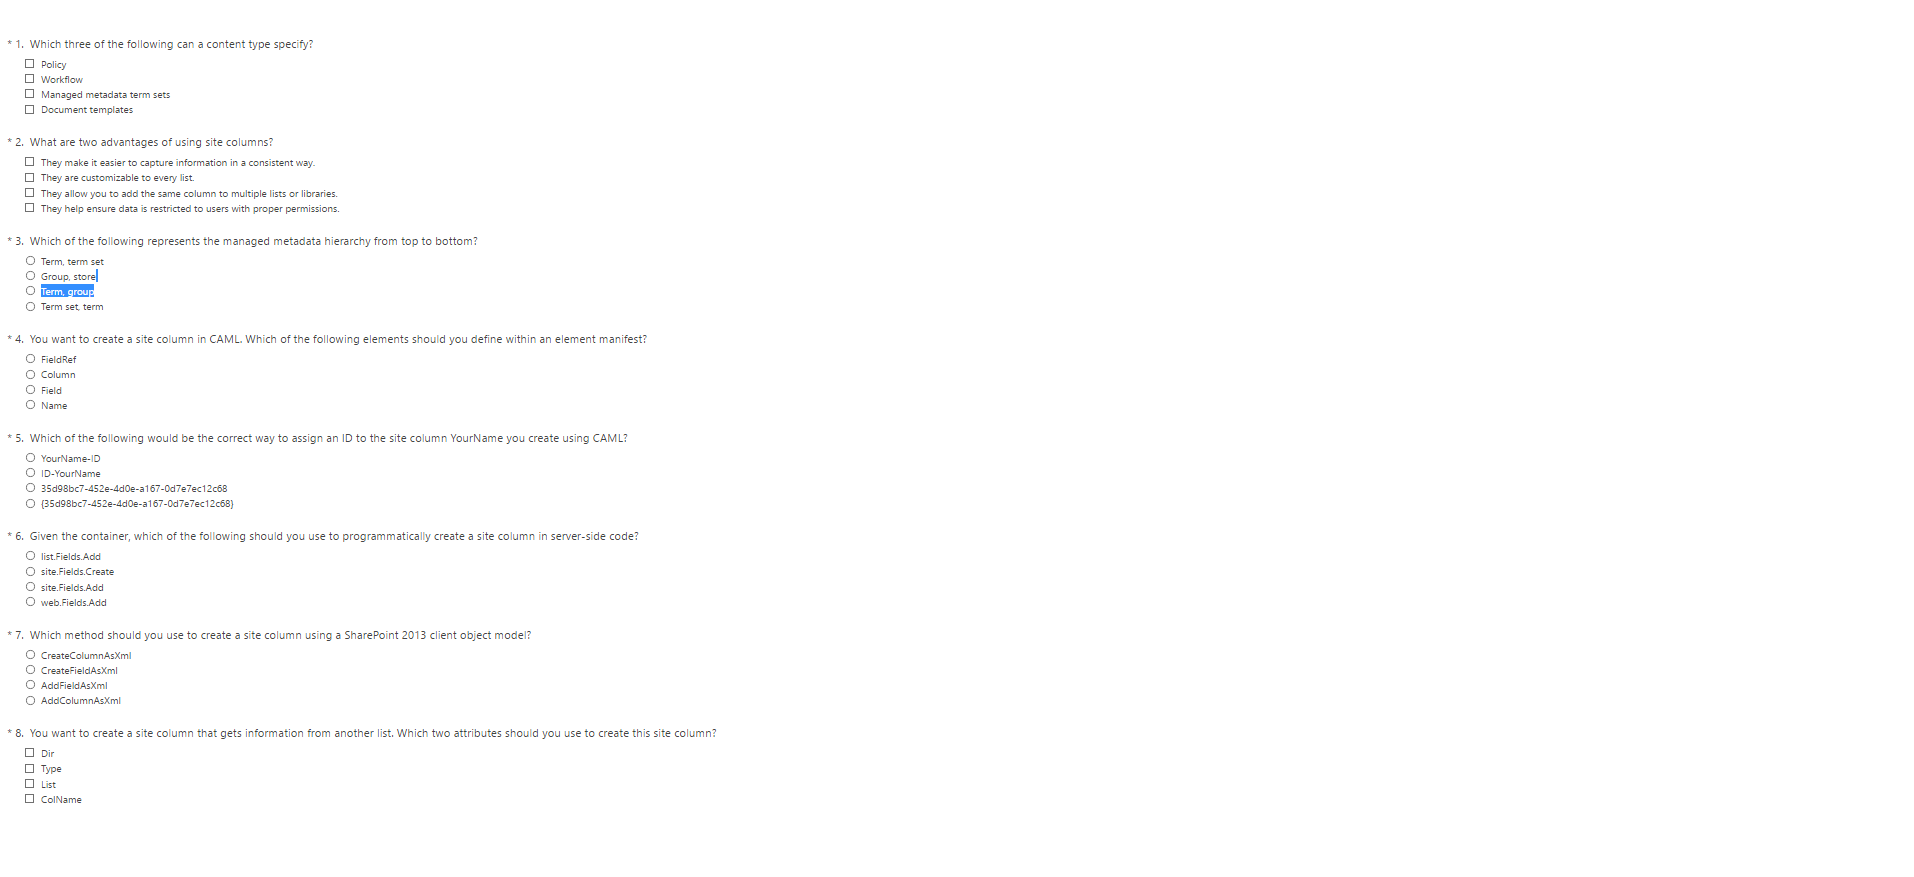 * 1. Which three of the following can a content type specify?
Policy
Workflow
Managed metadata term sets
Document templates
* 2. What are two advantages of using site columns?
They make it easier to capture information in a consistent way.
They are customizable to every list.
They allow you to add the same column to multiple lists or libraries.
They help ensure data is restricted to users with proper permissions.
* 3. Which of the following represents the managed metadata hierarchy from top to bottom?
Term, term set
Group, store
Term, group
Term set, term
* 4. You want to create a site column in CAML. Which of the following elements should you define within an element manifest?
FieldRef
Column
Field
Name
* 5. Which of the following would be the correct way to assign an ID to the site column YourName you create using CAML?
YourName-ID
ID-YourName
35d98bc7-452e-4d0e-a167-0d7e7ec12c68
{35d98bc7-452e-4d0e-a167-0d7e7ec12c68}
* 6. Given the container, which of the following should you use to programmatically create a site column in server-side code?
list.Fields.Add
site.Fields.Create
site.Fields.Add
web.Fields.Add
* 7. Which method should you use to create a site column using a SharePoint 2013 client object model?
CreateColumnAsXml
CreateFieldAsXml
AddFieldAsXml
AddColumnAsXml
* 8. You want to create a site column that gets information from another list. Which two attributes should you use to create this site column?
Dir
Type
List
ColName